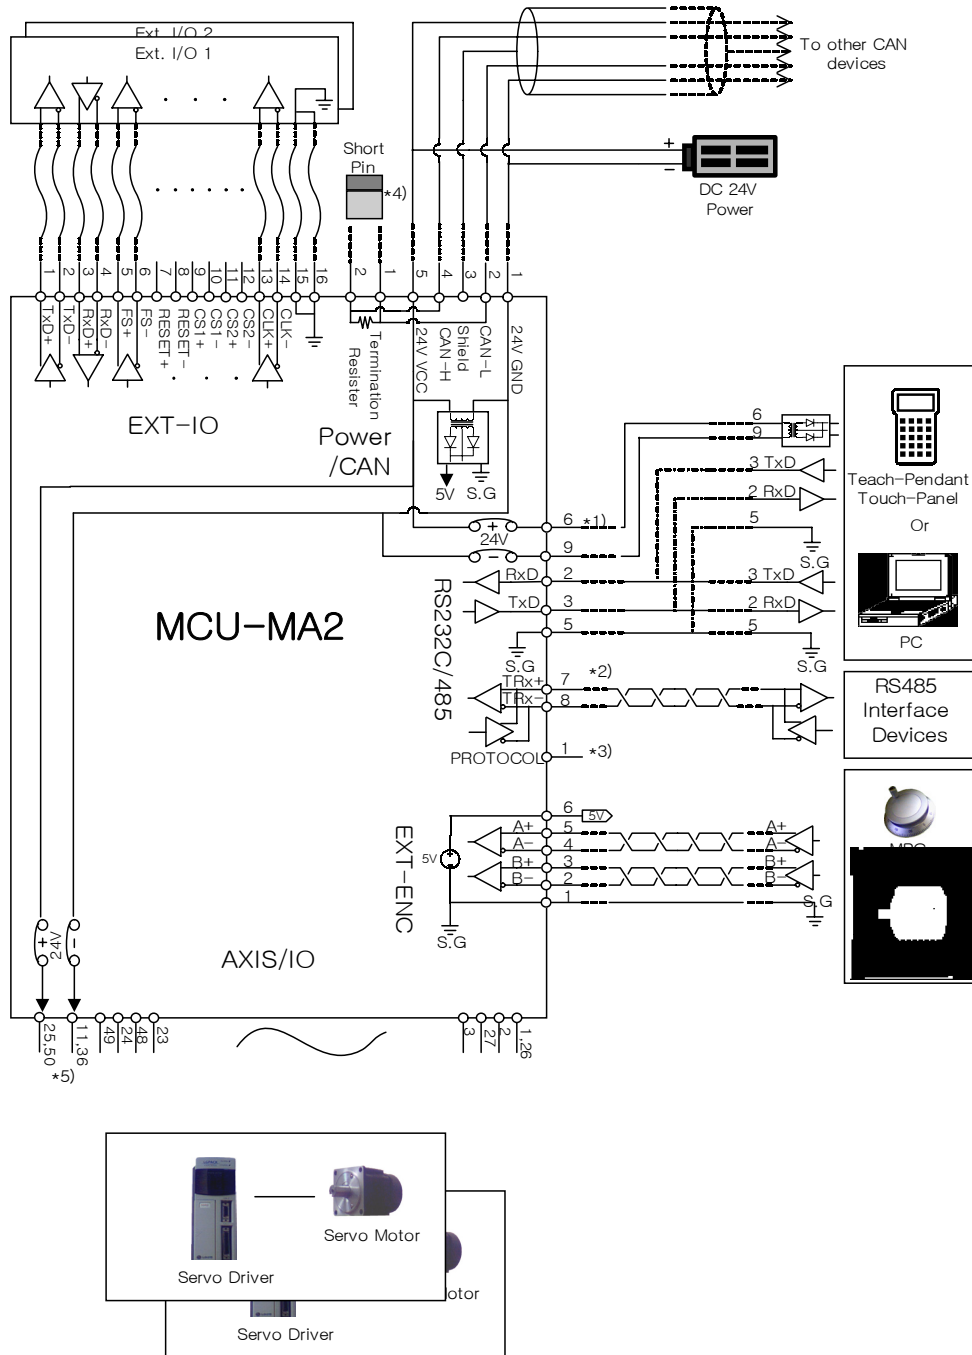 Ext. I/O 2
Ext. I/O 1
To other CAN
devices
Short
Pin
*4)
+
−
DC 24V
Power
1
2
3
4
5
6
7
8
9
10
11
12
13
14
15
16
2
1
5
4
3
2
1
TxD+
TxD-
RxD+
RxD-
FS+
FS-
RESET+
RESET-
CS1+
CS1-
CS2+
CS2-
CLK+
CLK-
Termination
Resister
24V VCC
CAN-H
Shield
CAN-L
24V GND
EXT-IO
Power
/CAN
5V
S.G
+
24V
-
6
*1)
9
RxD
2
TxD
3
5
S.G
RS232C/485
TRx+
7
*2)
TRx-
8
PROTOCOL
1
*3)
6
9
3 TxD
2 RxD
5
S.G
3 TxD
2 RxD
5
S.G
Teach-Pendant
Touch-Panel
Or
PC
RS485
Interface
Devices
MCU-MA2
EXT-ENC
5V
S.G
6
5V
A+
5
A-
4
B+
3
B-
2
1
A+
A-
B+
B-
S.G
MPG
+
24V
-
AXIS/IO
25,50
11,36
49
24
48
23
3
27
2
1,26
*5)
Servo Motor
Servo Driver
otor
Servo Driver